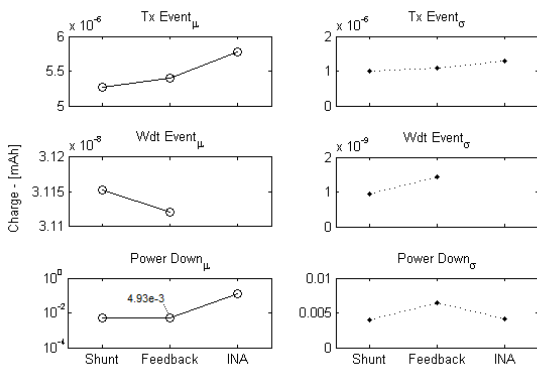 Tx Event_μ
x 10^-6
6
5.5
5
Tx Event_σ
x 10^-6
2
1
0
Charge - [mAh]
Wdt Event_μ
x 10^-8
3.12
3.115
3.11
Wdt Event_σ
x 10^-9
2
1
0
Power Down_μ
10^0
10^-2
10^-4
4.93e-3
Shunt Feedback INA
Power Down_σ
0.01
0.005
0
Shunt Feedback INA